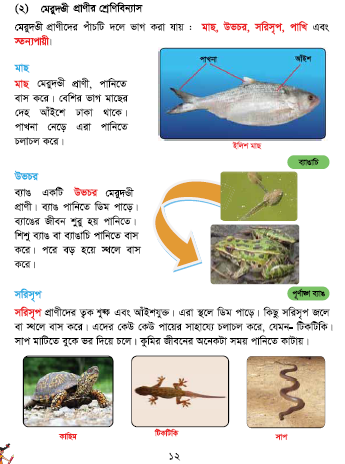 (২) মেরুদণ্ডী প্রাণীর শ্রেণিবিন্যাস
মেরুদণ্ডী প্রাণীদের পাঁচটি দলে ভাগ করা যায় : মাছ, উভচর, সরিসৃপ, পাখি এবং
স্তন্যপায়ী।
মাছ
মাছ মেরুদণ্ডী প্রাণী, পানিতে
বাস করে। বেশির ভাগ মাছের
দেহ আঁইশে ঢাকা থাকে।
পাখনা নেড়ে এরা পানিতে
চলাচল করে।
পাখনা
আঁইশ
ইলিশ মাছ
উভচর
ব্যাঙ একটি উভচর মেরুদণ্ডী
প্রাণী। ব্যাঙ পানিতে ডিম পাড়ে।
ব্যাঙের জীবন শুরু হয় পানিতে।
শিশু ব্যাঙ বা ব্যাঙাচি পানিতে বাস
করে। পরে বড় হয়ে স্থলে বাস
করে।
ব্যাঙাচি
পূর্ণাঙ্গ ব্যাঙ
সরিসৃপ
সরিসৃপ প্রাণীদের ত্বক শুষ্ক এবং আঁইশযুক্ত। এরা স্থলে ডিম পাড়ে। কিছু সরিসৃপ জলে
বা স্থলে বাস করে। এদের কেউ কেউ পায়ের সাহায্যে চলাচল করে, যেমন– টিকটিকি।
সাপ মাটিতে বুকে ভর দিয়ে চলে। কুমির জীবনের অনেকটা সময় পানিতে কাটায়।
কাছিম
টিকটিকি
সাপ
১২